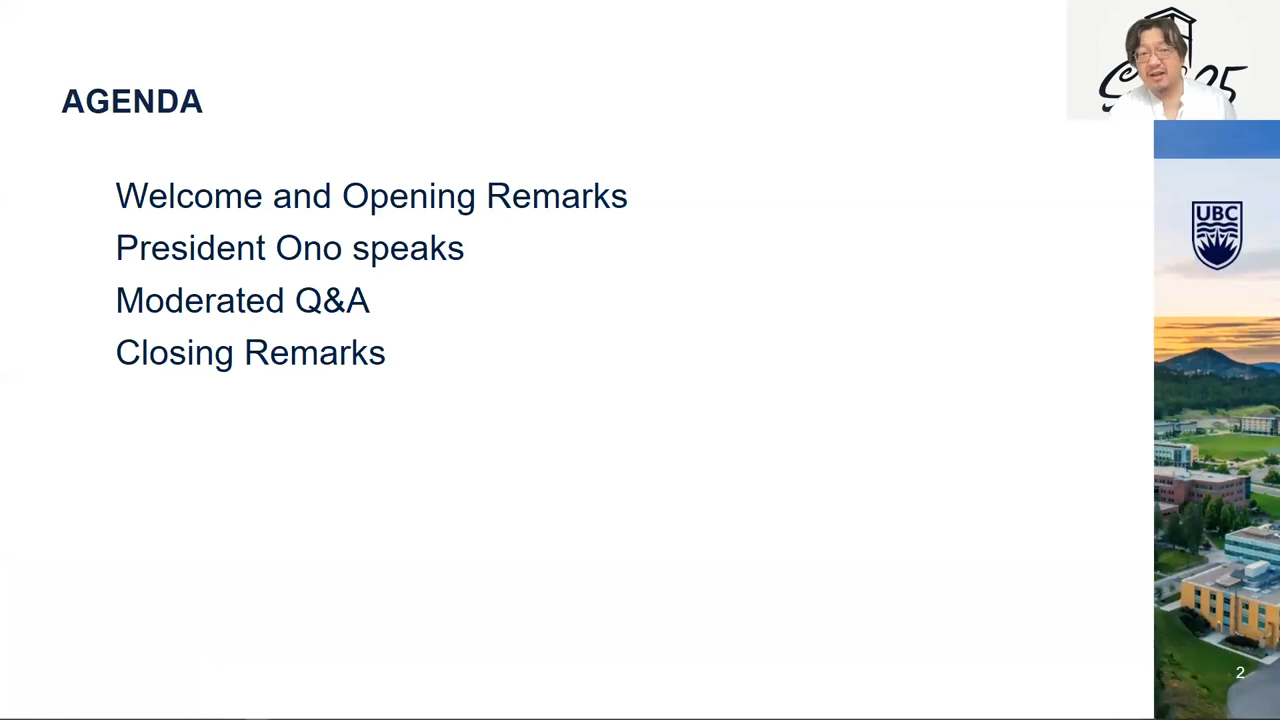 AGENDA
Welcome and Opening Remarks
President Ono speaks
Moderated Q&A
Closing Remarks
UBC
2